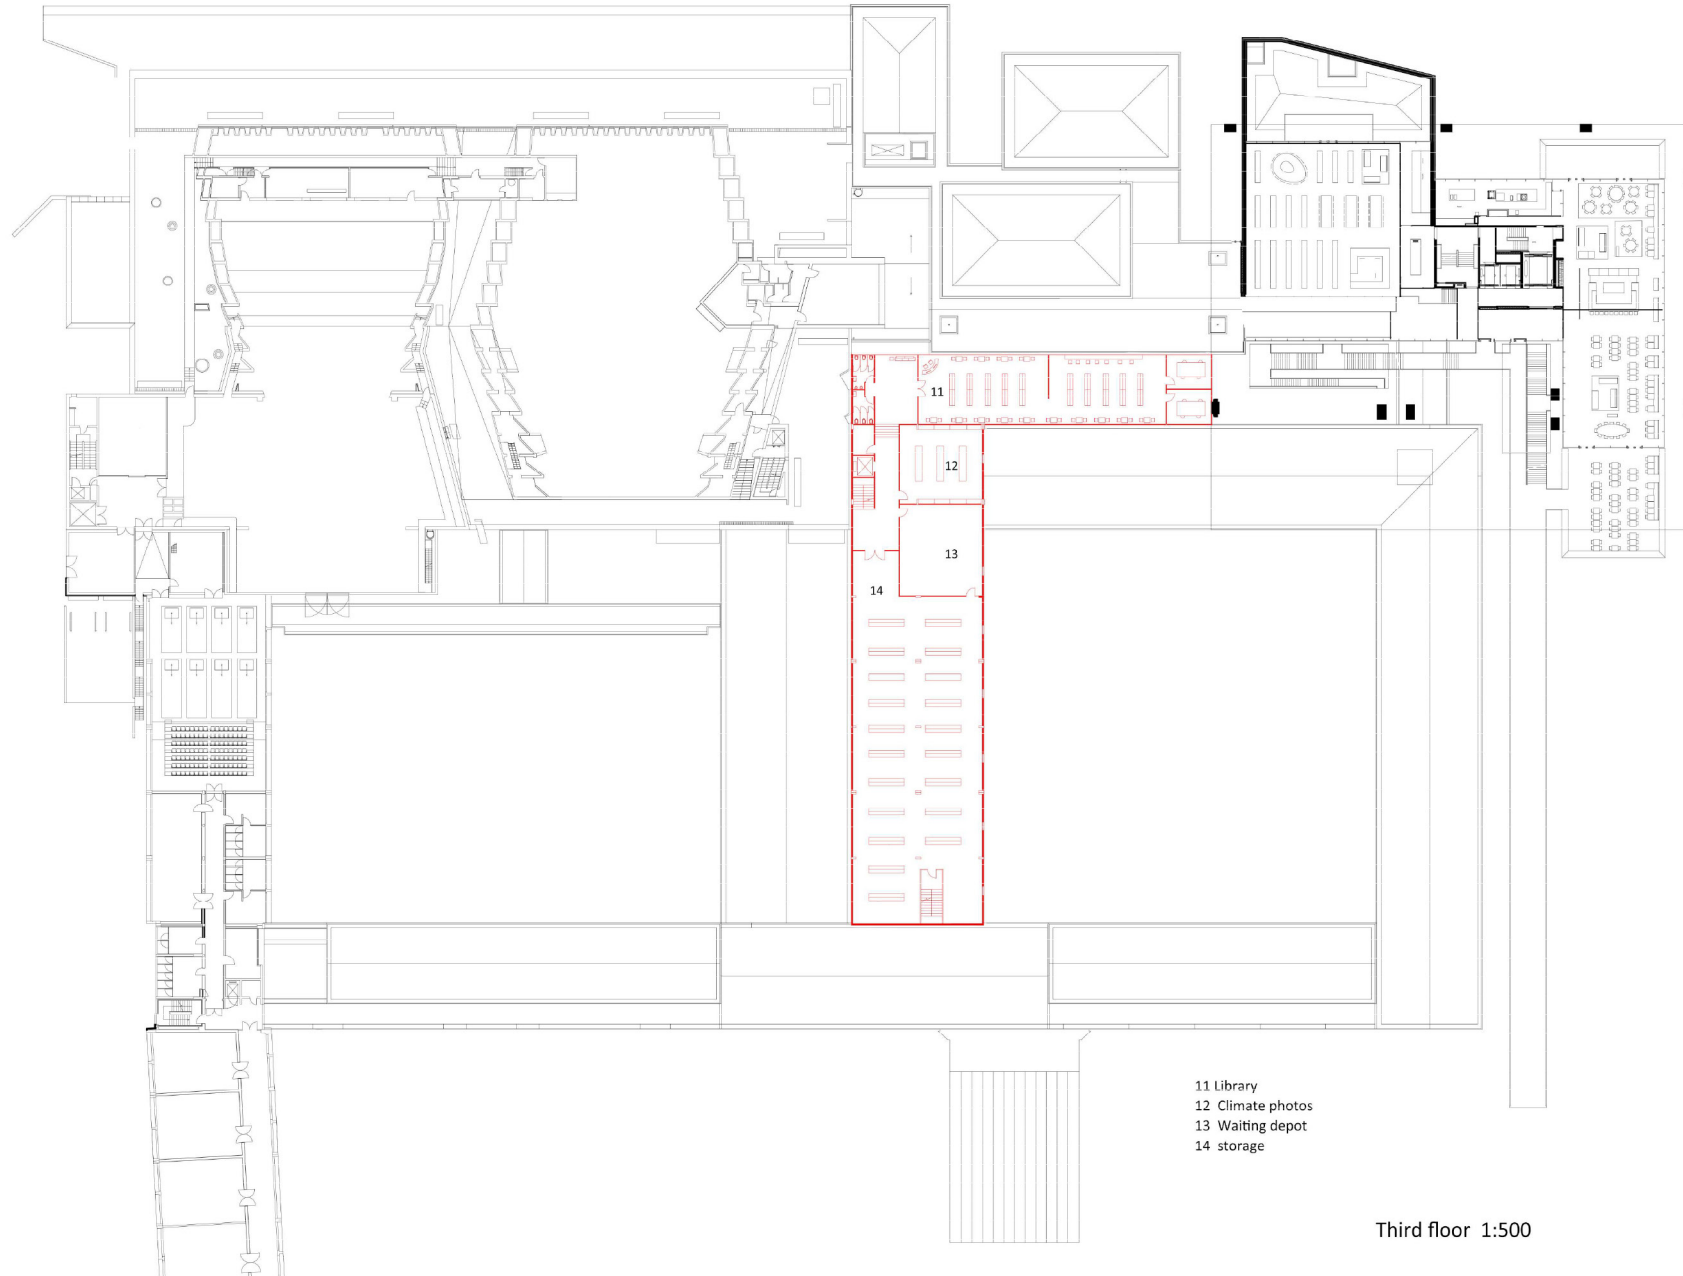 11
12
13
14
11 Library
12 Climate photos
13 Waiting depot
14 storage
Third floor 1:500